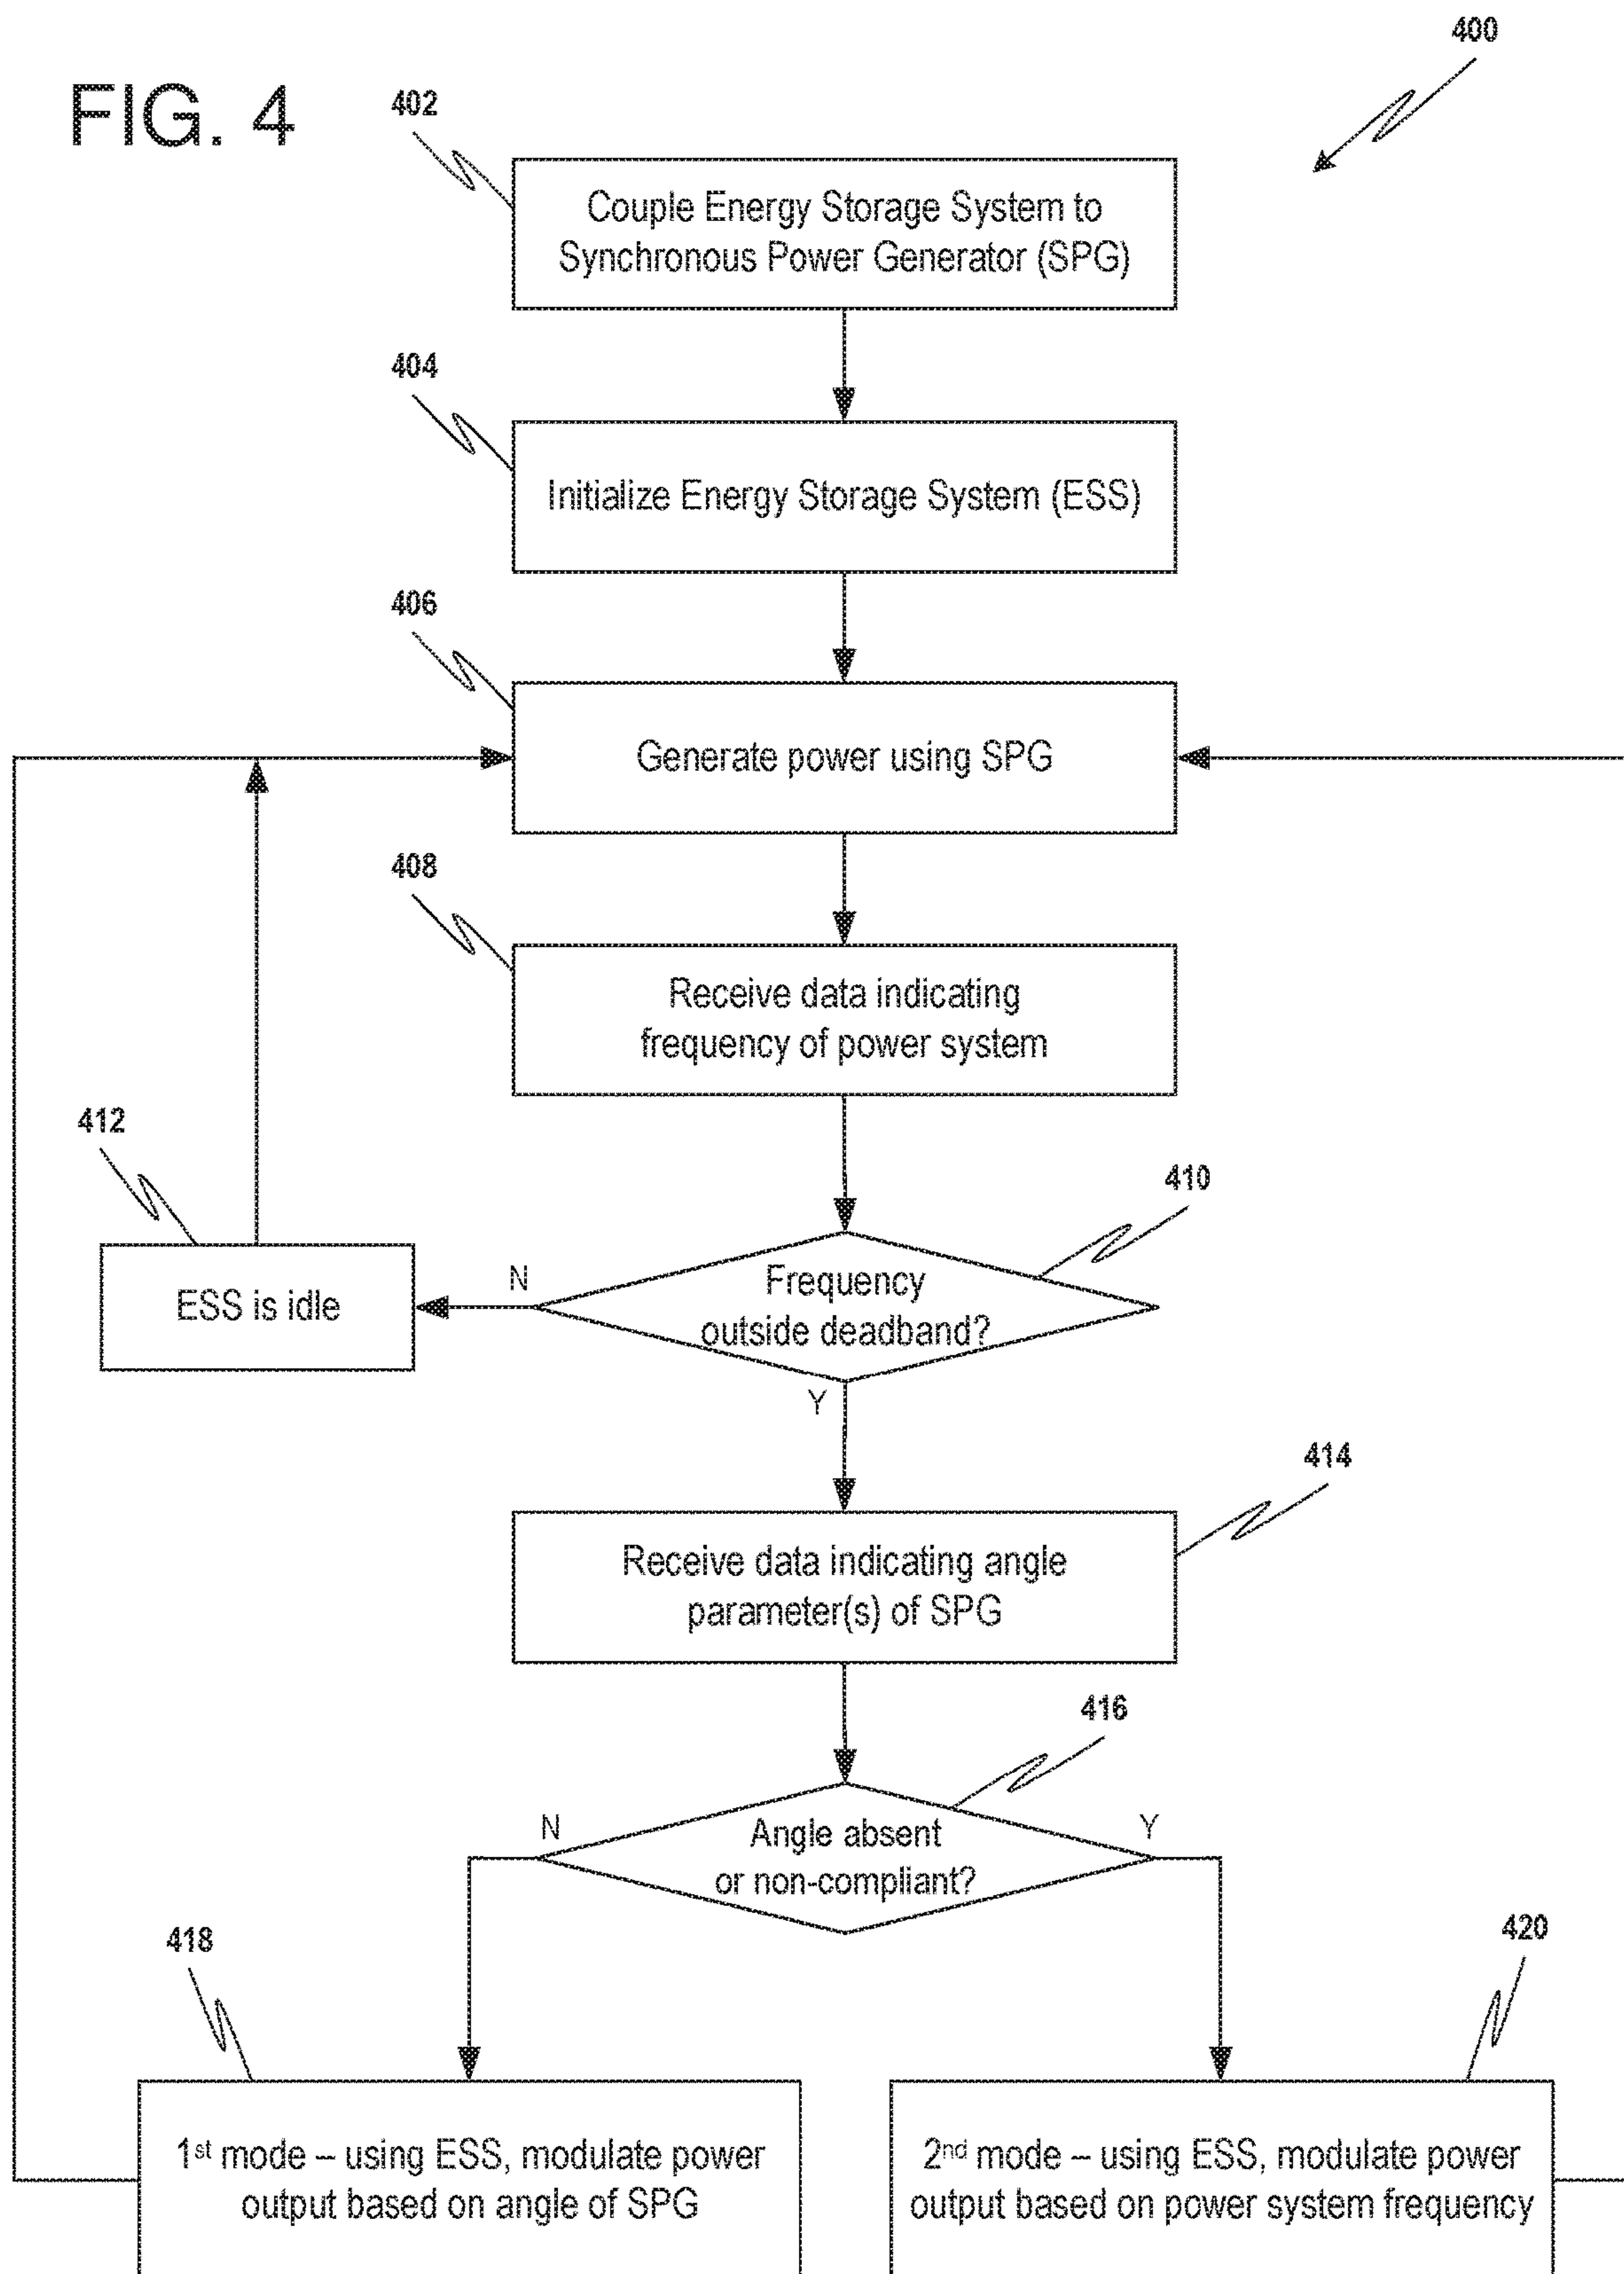 FIG. 4
400
402
Couple Energy Storage System to
Synchronous Power Generator (SPG)
404
Initialize Energy Storage System (ESS)
406
Generate power using SPG
408
Receive data indicating
frequency of power system
412
410
ESS is idle
N
Frequency
outside deadband?
Y
414
Receive data indicating angle
parameter(s) of SPG
416
N
Angle absent
or non-compliant?
Y
418
420
1st mode – using ESS, modulate power
output based on angle of SPG
2nd mode – using ESS, modulate power
output based on power system frequency